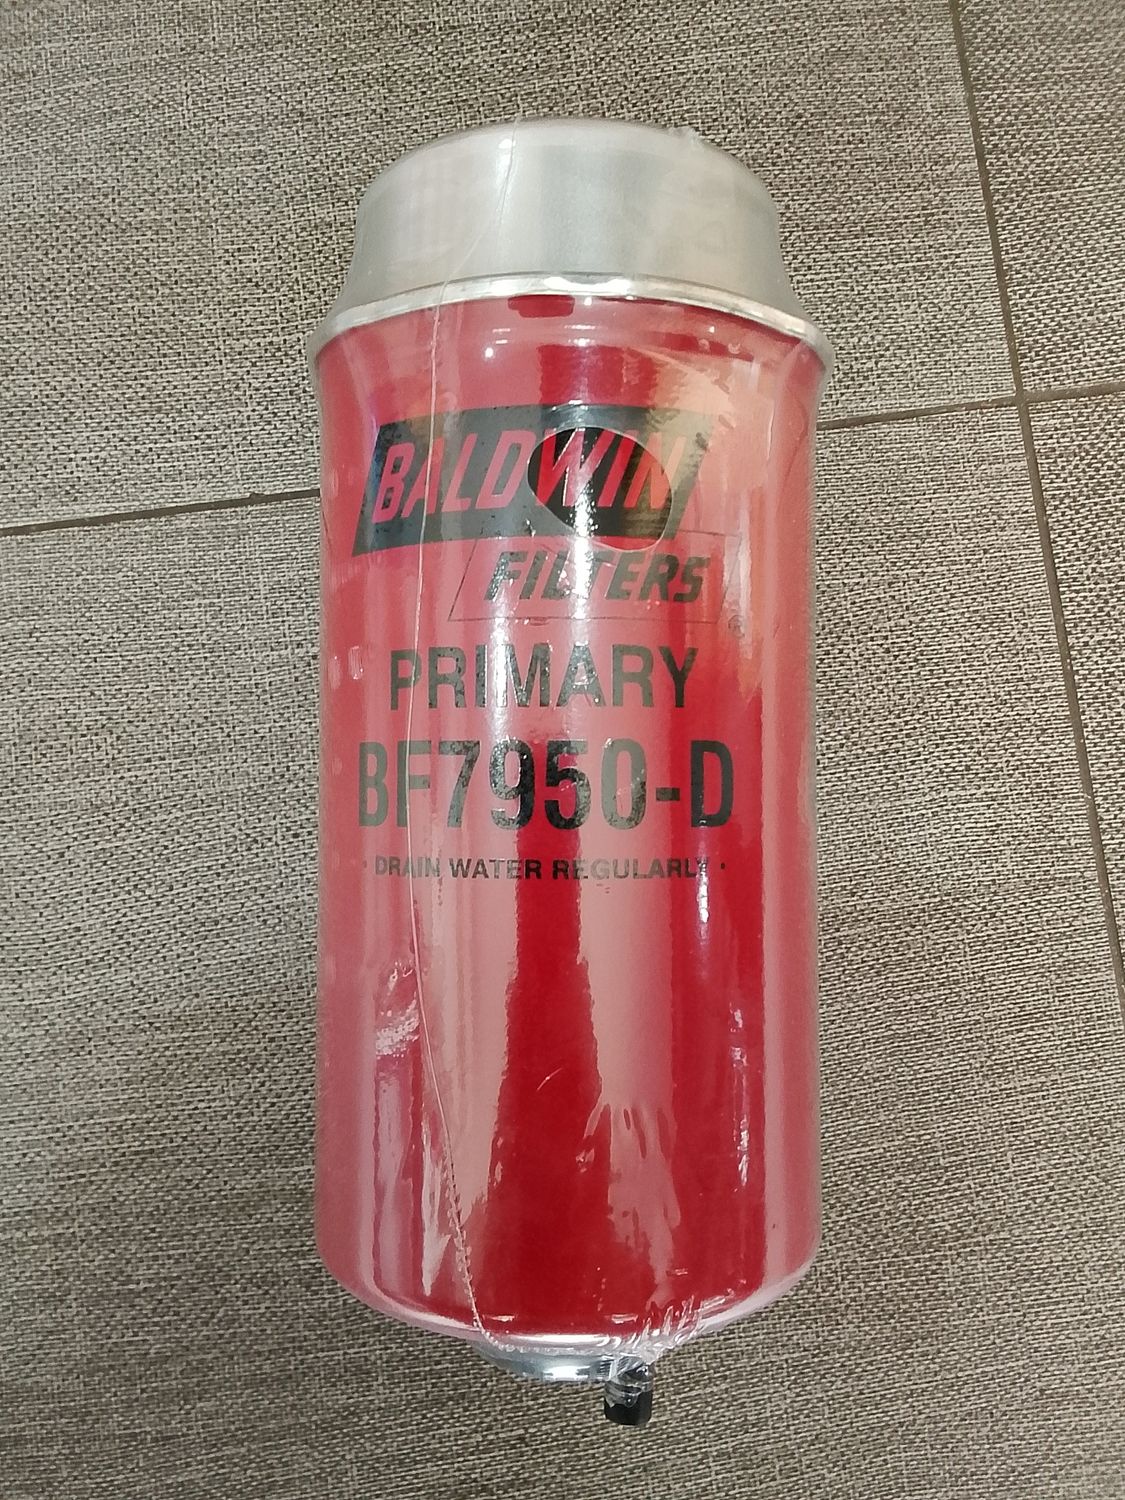 BALDWIN
FILTERS
®
PRIMARY
BF7950-D
· DRAIN WATER REGULARLY ·